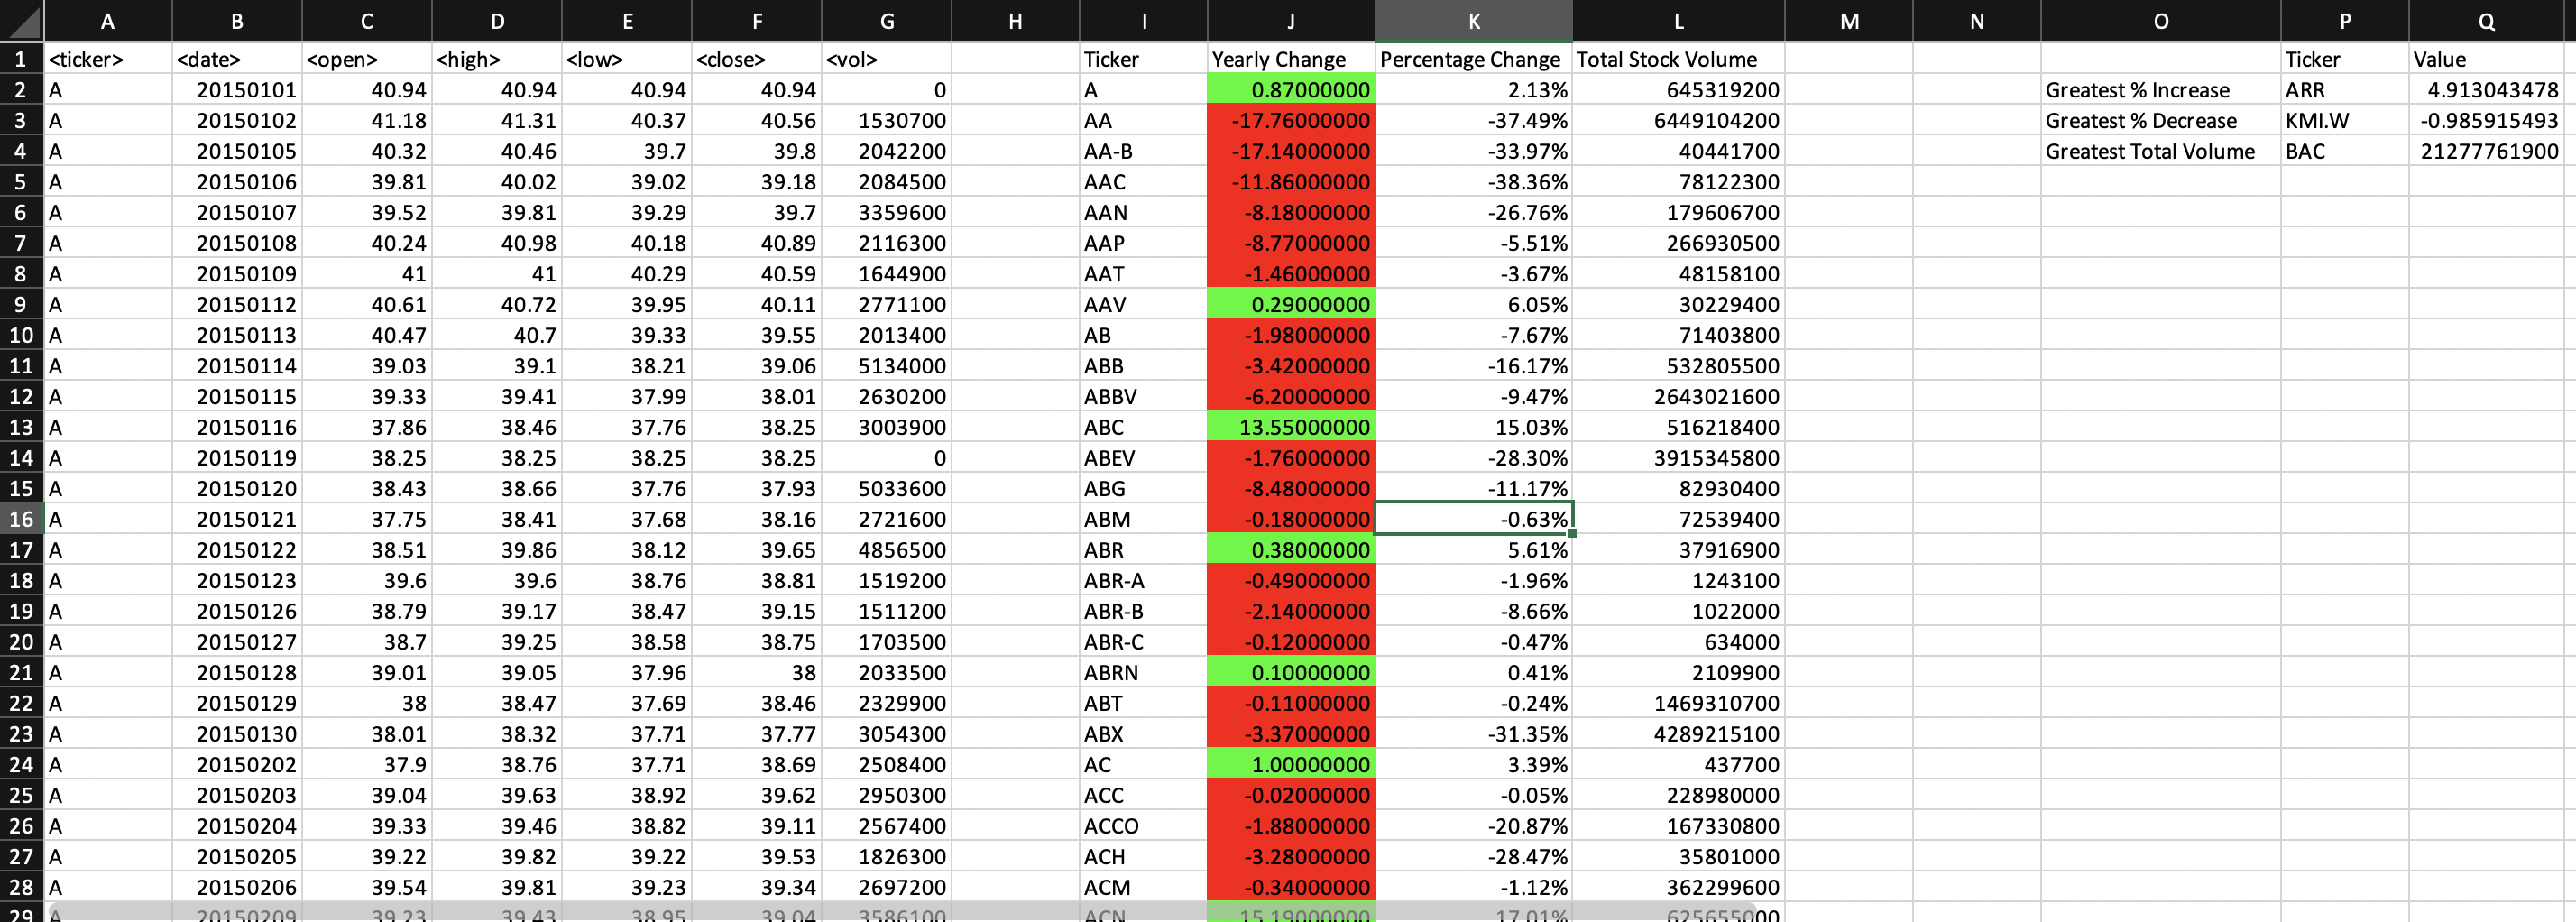 A B C D E F G H I J K L M N O P Q
1 <ticker> <date> <open> <high> <low> <close> <vol> Ticker Yearly Change Percentage Change Total Stock Volume Ticker Value
2 A 20150101 40.94 40.94 40.94 40.94 0 A 0.87000000 2.13% 645319200 Greatest % Increase ARR 4.913043478
3 A 20150102 41.18 41.31 40.37 40.56 1530700 AA -17.76000000 -37.49% 6449104200 Greatest % Decrease KMI.W -0.985915493
4 A 20150105 40.32 40.46 39.7 39.8 2042200 AA-B -17.14000000 -33.97% 40441700 Greatest Total Volume BAC 21277761900
5 A 20150106 39.81 40.02 39.02 39.18 2084500 AAC -11.86000000 -38.36% 78122300
6 A 20150107 39.52 39.81 39.29 39.7 3359600 AAN -8.18000000 -26.76% 179606700
7 A 20150108 40.24 40.98 40.18 40.89 2116300 AAP -8.77000000 -5.51% 266930500
8 A 20150109 41 41 40.29 40.59 1644900 AAT -1.46000000 -3.67% 48158100
9 A 20150112 40.61 40.72 39.95 40.11 2771100 AAV 0.29000000 6.05% 30229400
10 A 20150113 40.47 40.7 39.33 39.55 2013400 AB -1.98000000 -7.67% 71403800
11 A 20150114 39.03 39.1 38.21 39.06 5134000 ABB -3.42000000 -16.17% 532805500
12 A 20150115 39.33 39.41 37.99 38.01 2630200 ABBV -6.20000000 -9.47% 2643021600
13 A 20150116 37.86 38.46 37.76 38.25 3003900 ABC 13.55000000 15.03% 516218400
14 A 20150119 38.25 38.25 38.25 38.25 0 ABEV -1.76000000 -28.30% 3915345800
15 A 20150120 38.43 38.66 37.76 37.93 5033600 ABG -8.48000000 -11.17% 82930400
16 A 20150121 37.75 38.41 37.68 38.16 2721600 ABM -0.18000000 -0.63% 72539400
17 A 20150122 38.51 39.86 38.12 39.65 4856500 ABR 0.38000000 5.61% 37916900
18 A 20150123 39.6 39.6 38.76 38.81 1519200 ABR-A -0.49000000 -1.96% 1243100
19 A 20150126 38.79 39.17 38.47 39.15 1511200 ABR-B -2.14000000 -8.66% 1022000
20 A 20150127 38.7 39.25 38.58 38.75 1703500 ABR-C -0.12000000 -0.47% 634000
21 A 20150128 39.01 39.05 37.96 38 2033500 ABRN 0.10000000 0.41% 2109900
22 A 20150129 38 38.47 37.69 38.46 2329900 ABT -0.11000000 -0.24% 1469310700
23 A 20150130 38.01 38.32 37.71 37.77 3054300 ABX -3.37000000 -31.35% 4289215100
24 A 20150202 37.9 38.76 37.71 38.69 2508400 AC 1.00000000 3.39% 437700
25 A 20150203 39.04 39.63 38.92 39.62 2950300 ACC -0.02000000 -0.05% 228980000
26 A 20150204 39.33 39.46 38.82 39.11 2567400 ACCO -1.88000000 -20.87% 167330800
27 A 20150205 39.22 39.82 39.22 39.53 1826300 ACH -3.28000000 -28.47% 35801000
28 A 20150206 39.54 39.81 39.23 39.34 2697200 ACM -0.34000000 -1.12% 362299600
29 A 20150209 39.23 39.43 38.95 39.04 3586100 ACN 15.19000000 17.01% 625655000